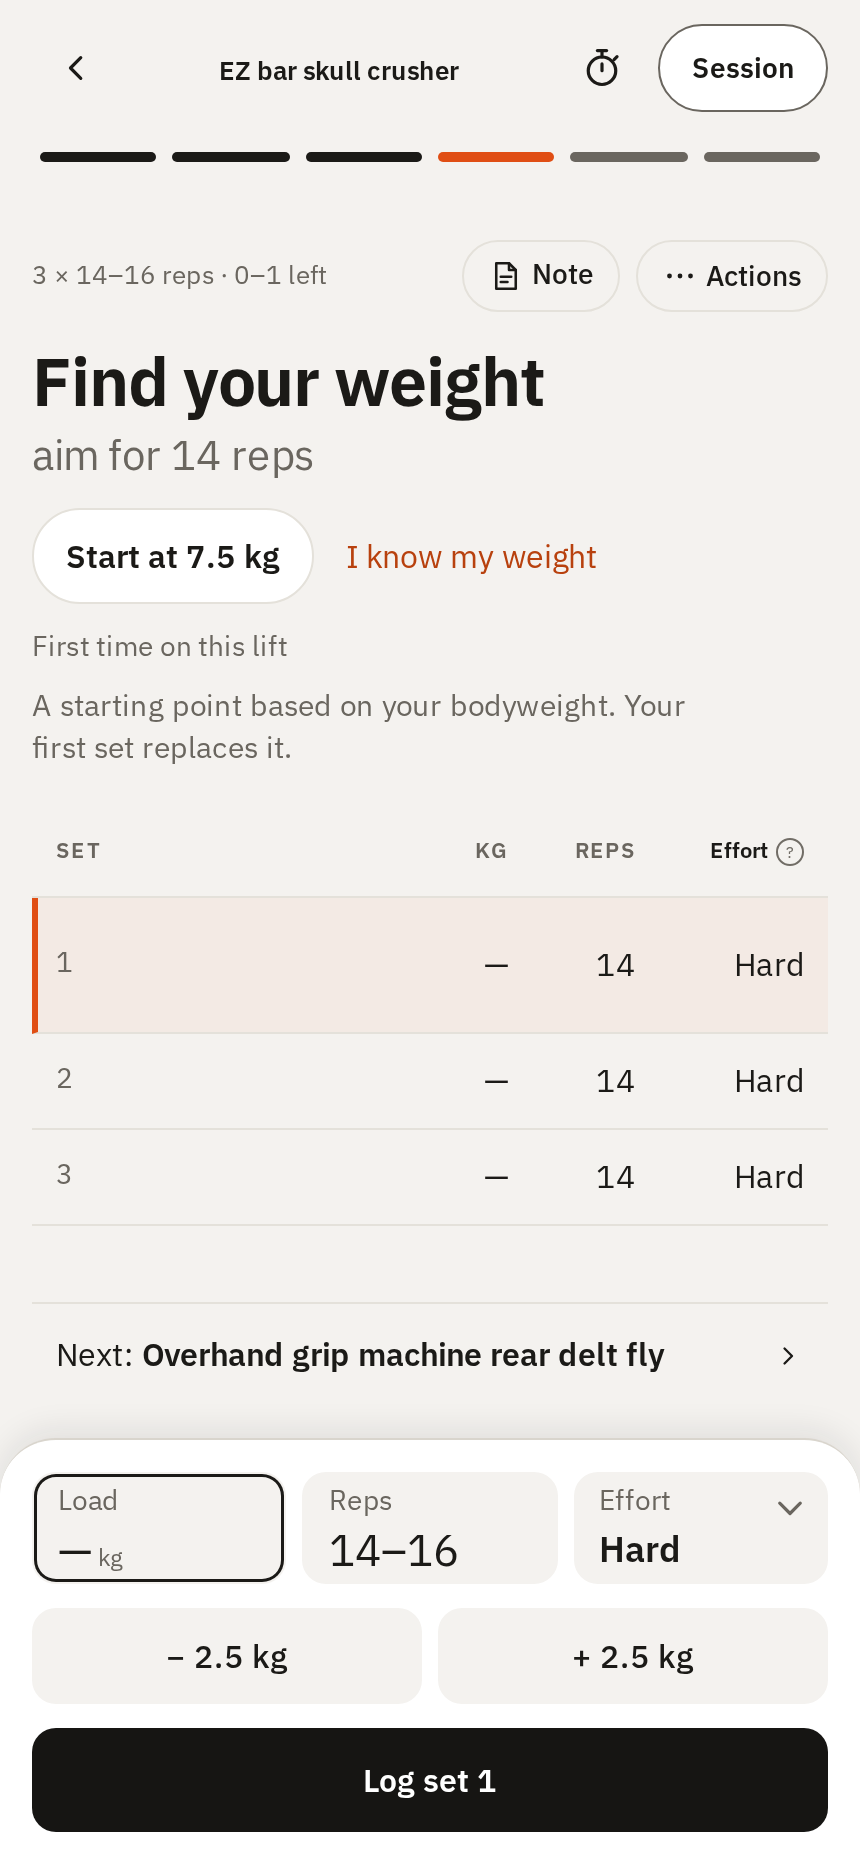 EZ bar skull crusher
Session
3 × 14–16 reps · 0–1 left
Note
··· Actions
Find your weight
aim for 14 reps
Start at 7.5 kg
I know my weight
First time on this lift
A starting point based on your bodyweight. Your
first set replaces it.
SET KG REPS Effort ?
1 — 14 Hard
2 — 14 Hard
3 — 14 Hard
Next: Overhand grip machine rear delt fly
Load Reps Effort
— kg 14–16 Hard
− 2.5 kg + 2.5 kg
Log set 1